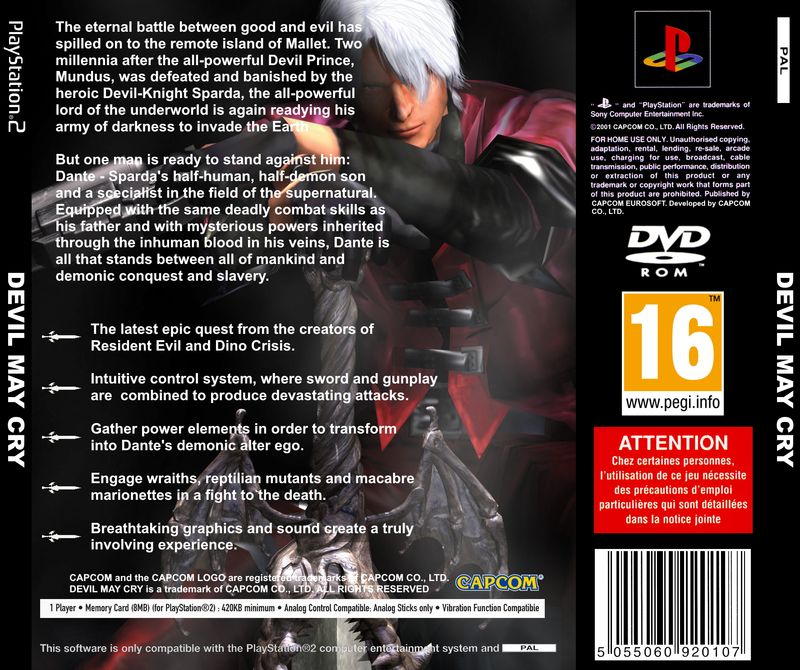 PlayStation®2
DEVIL MAY CRY
The eternal battle between good and evil has
spilled on to the remote island of Mallet. Two
millennia after the all-powerful Devil Prince,
Mundus, was defeated and banished by the
heroic Devil-Knight Sparda, the all-powerful
lord of the underworld is again readying his
army of darkness to invade the Earth
But one man is ready to stand against him:
Dante - Sparda's half-human, half-demon son
and a scecialist in the field of the supernatural.
Equipped with the same deadly combat skills as
his father and with mysterious powers inherited
through the inhuman blood in his veins, Dante is
all that stands between all of mankind and
demonic conquest and slavery.
The latest epic quest from the creators of
Resident Evil and Dino Crisis.
Intuitive control system, where sword and gunplay
are combined to produce devastating attacks.
Gather power elements in order to transform
into Dante's demonic alter ego.
Engage wraiths, reptilian mutants and macabre
marionettes in a fight to the death.
Breathtaking graphics and sound create a truly
involving experience.
CAPCOM and the CAPCOM LOGO are registered trademarks of CAPCOM CO., LTD.
DEVIL MAY CRY is a trademark of CAPCOM CO., LTD. ALL RIGHTS RESERVED
CAPCOM®
1 Player • Memory Card (8MB) (for PlayStation®2) : 420KB minimum • Analog Control Compatible: Analog Sticks only • Vibration Function Compatible
This software is only compatible with the PlayStation®2 computer entertainment system and PAL
" " and "PlayStation" are trademarks of
Sony Computer Entertainment Inc.
©2001 CAPCOM CO., LTD. All Rights Reserved.
FOR HOME USE ONLY. Unauthorised copying,
adaptation, rental, lending, re-sale, arcade
use, charging for use, broadcast, cable
transmission, public performance, distribution
or extraction of this product or any
trademark or copyright work that forms part
of this product are prohibited. Published by
CAPCOM EUROSOFT. Developed by CAPCOM
CO., LTD.
DVD™
ROM
16™
www.pegi.info
ATTENTION
Chez certaines personnes,
l'utilisation de ce jeu nécessite
des précautions d'emploi
particulières qui sont détaillées
dans la notice jointe
5 055060 920107
PAL
DEVIL MAY CRY